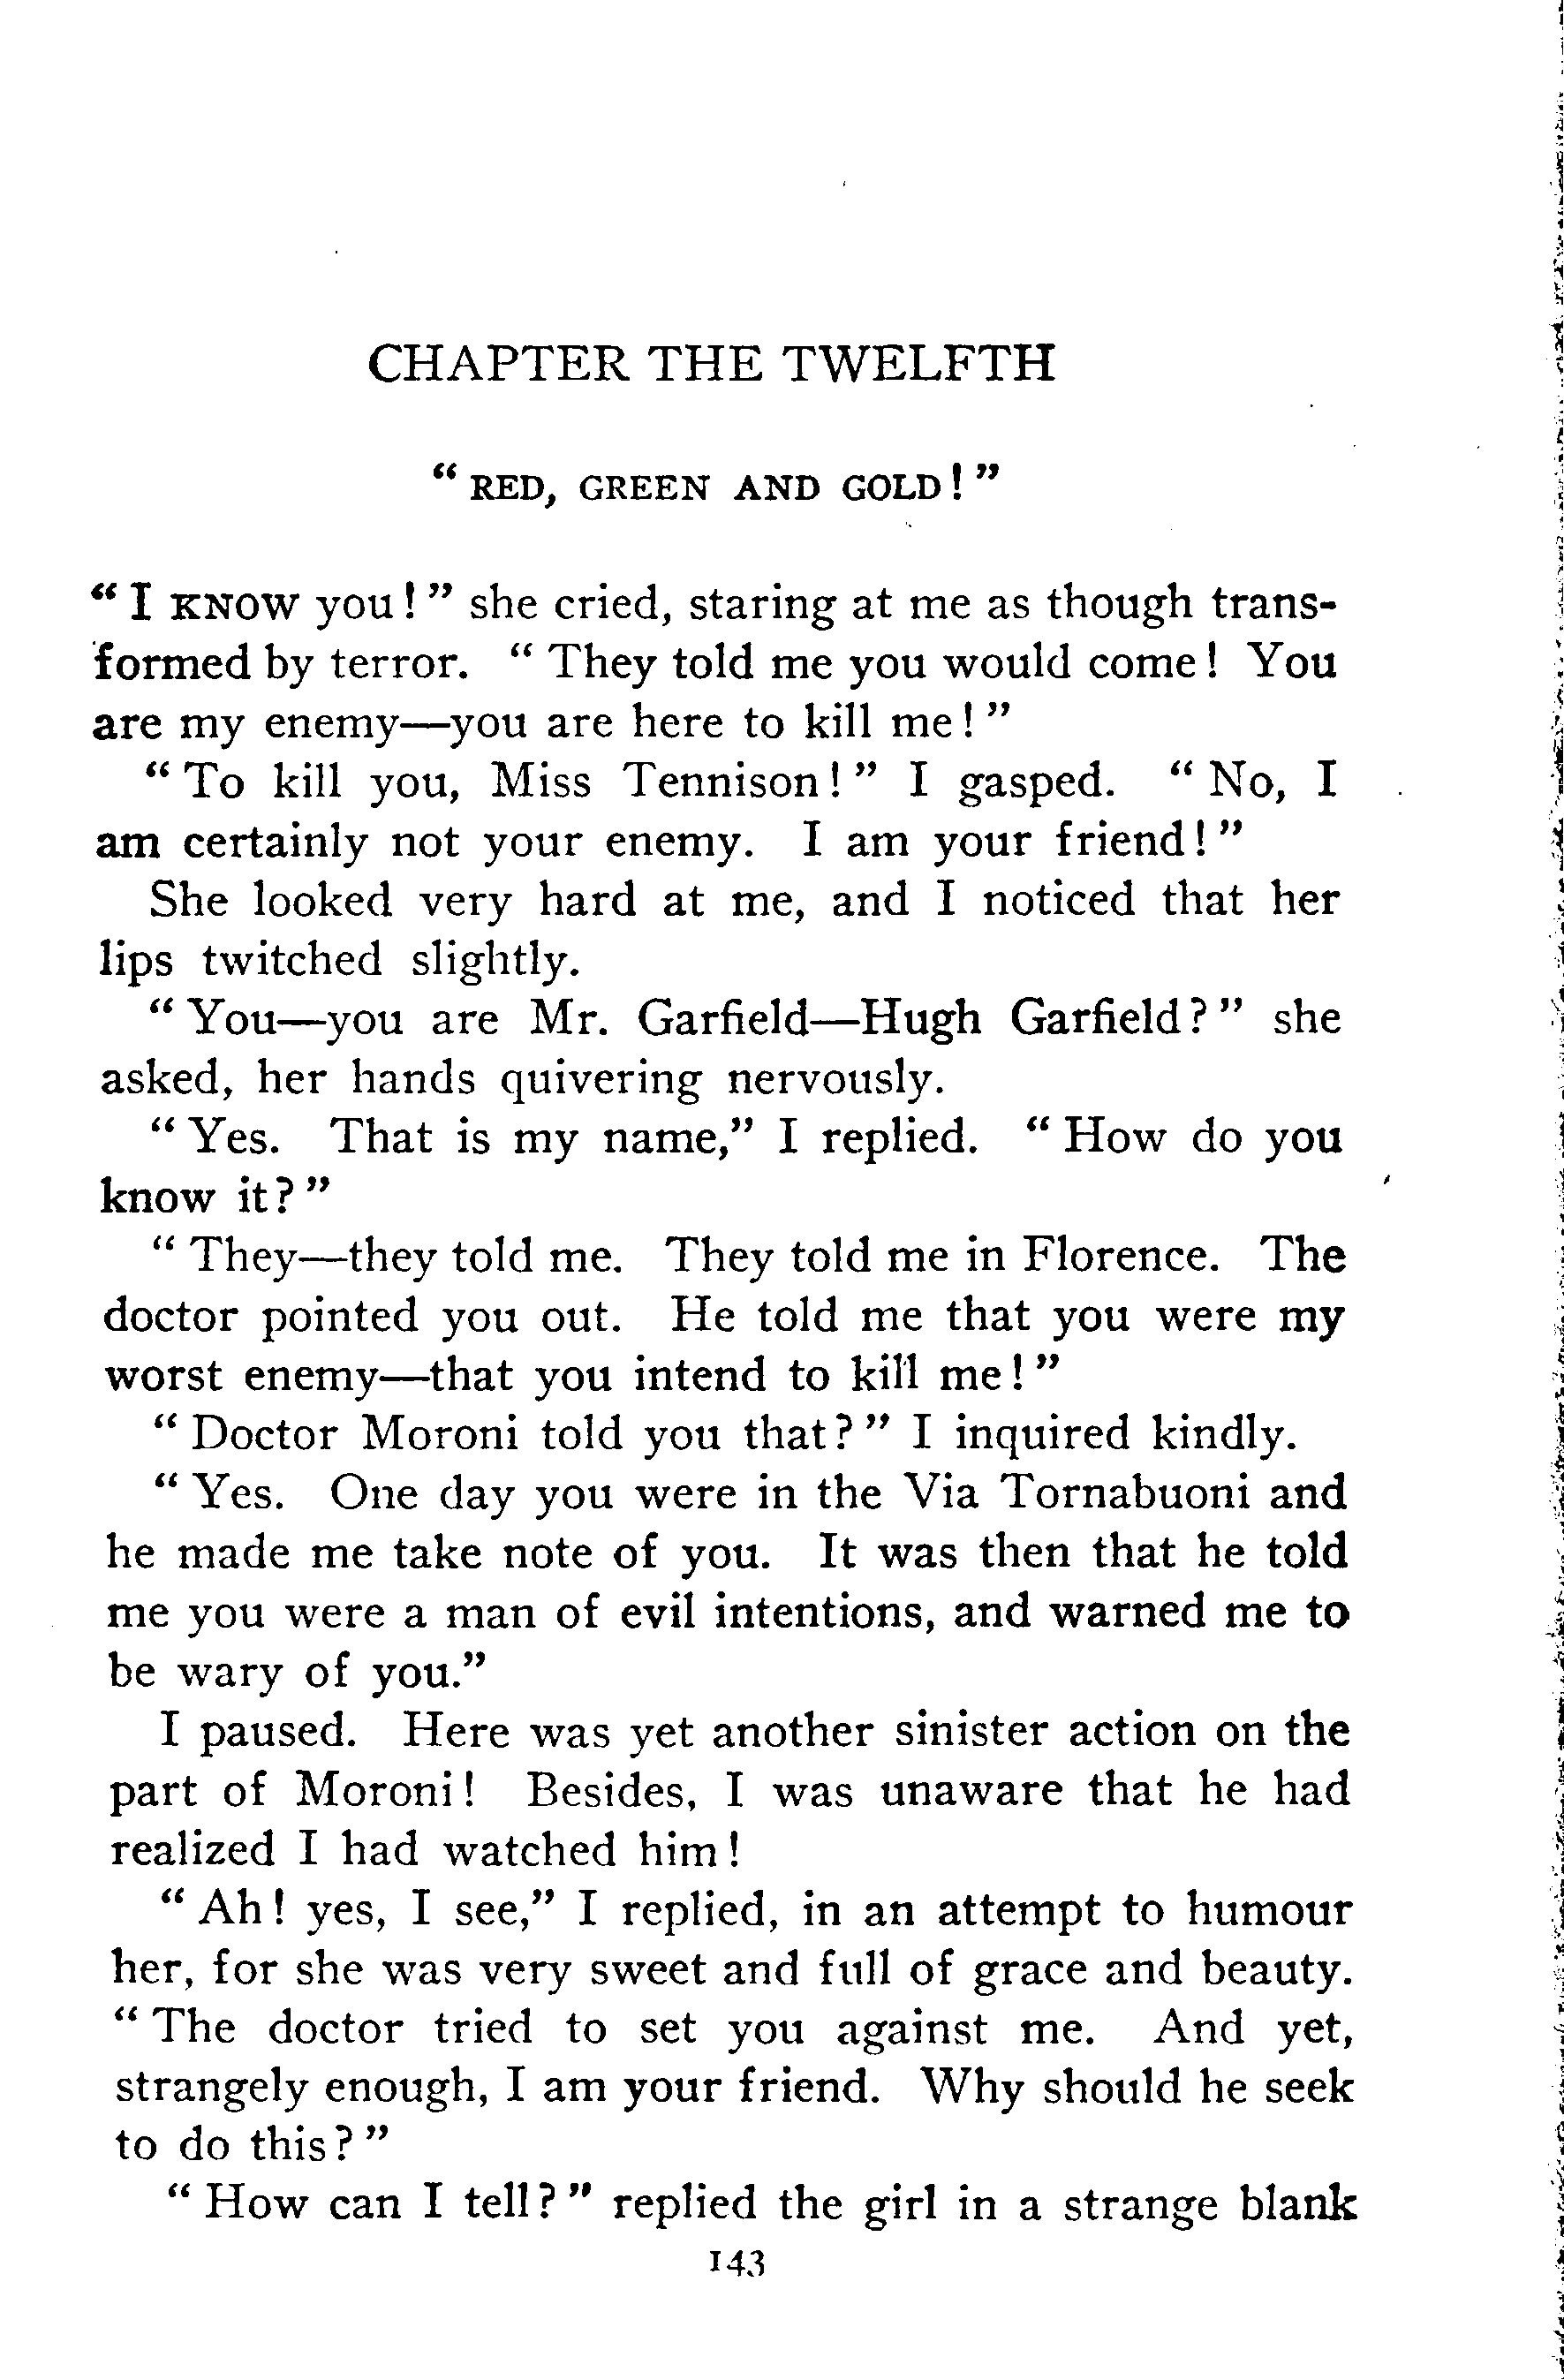 CHAPTER THE TWELFTH
“ RED, GREEN AND GOLD ! ”
“ I KNOW you ! ” she cried, staring at me as though trans-
formed by terror. “ They told me you would come ! You
are my enemy—you are here to kill me ! ”
“ To kill you, Miss Tennison ! ” I gasped. “ No, I
am certainly not your enemy. I am your friend ! ”
She looked very hard at me, and I noticed that her
lips twitched slightly.
“ You—you are Mr. Garfield—Hugh Garfield ? ” she
asked, her hands quivering nervously.
“ Yes. That is my name,” I replied. “ How do you
know it ? ”
“ They—they told me. They told me in Florence. The
doctor pointed you out. He told me that you were my
worst enemy—that you intend to kill me ! ”
“ Doctor Moroni told you that ? ” I inquired kindly.
“ Yes. One day you were in the Via Tornabuoni and
he made me take note of you. It was then that he told
me you were a man of evil intentions, and warned me to
be wary of you.”
I paused. Here was yet another sinister action on the
part of Moroni ! Besides, I was unaware that he had
realized I had watched him !
“ Ah ! yes, I see,” I replied, in an attempt to humour
her, for she was very sweet and full of grace and beauty.
“ The doctor tried to set you against me. And yet,
strangely enough, I am your friend. Why should he seek
to do this ? ”
“ How can I tell ? ” replied the girl in a strange blank
143